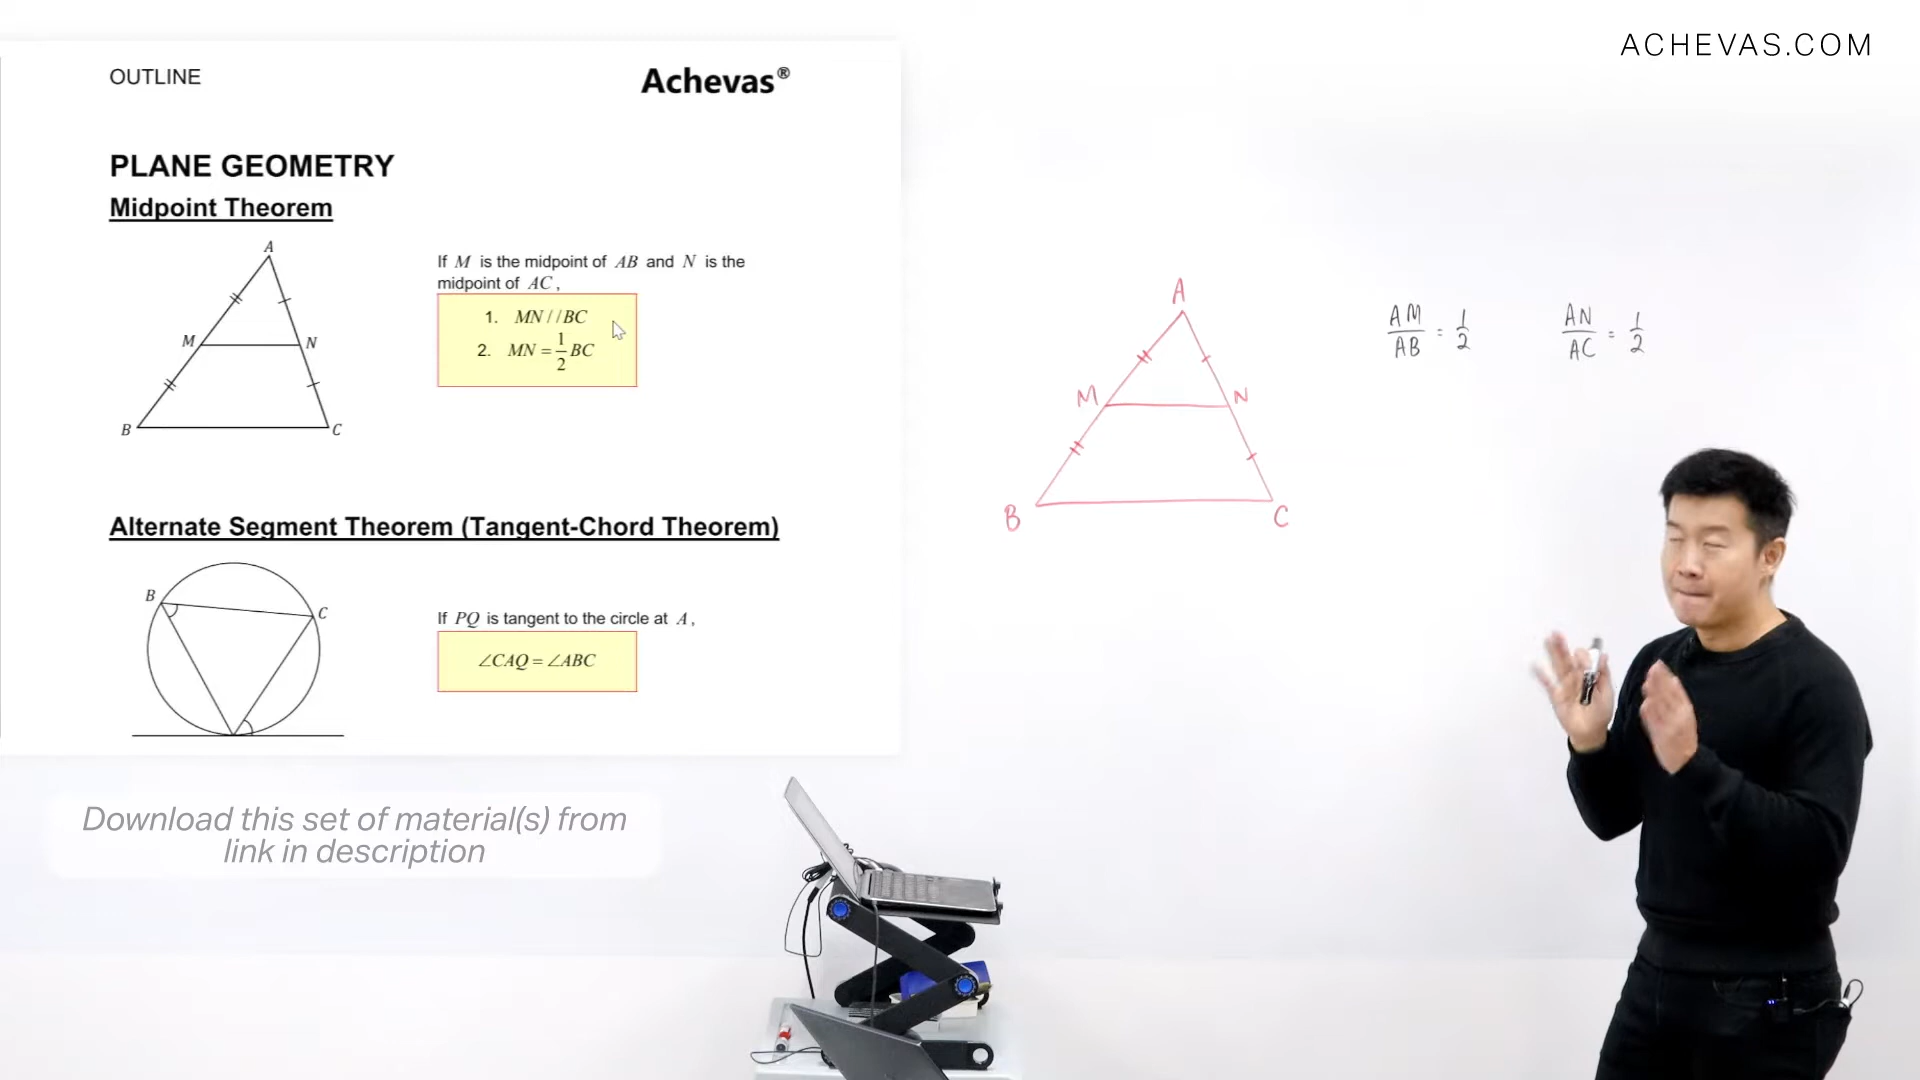 ACHEVAS.COM
OUTLINE
Achevas®
PLANE GEOMETRY
Midpoint Theorem
A
M
N
B
C
If M is the midpoint of AB and N is the
midpoint of AC,
1. MN//BC
2. MN = 1/2 BC
Alternate Segment Theorem (Tangent-Chord Theorem)
B
C
If PQ is tangent to the circle at A,
∠CAQ = ∠ABC
Download this set of material(s) from
link in description
A
M
N
B
C
AM/AB = 1/2
AN/AC = 1/2